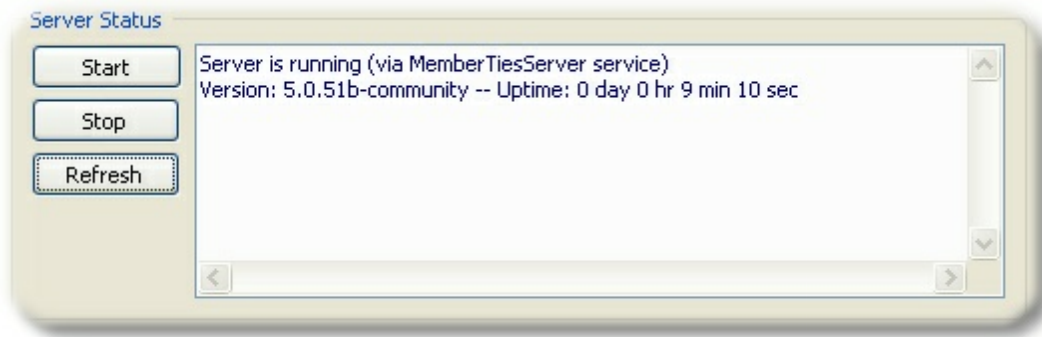 Server Status
Start
Stop
Refresh
Server is running (via MemberTiesServer service)
Version: 5.0.51b-community -- Uptime: 0 day 0 hr 9 min 10 sec